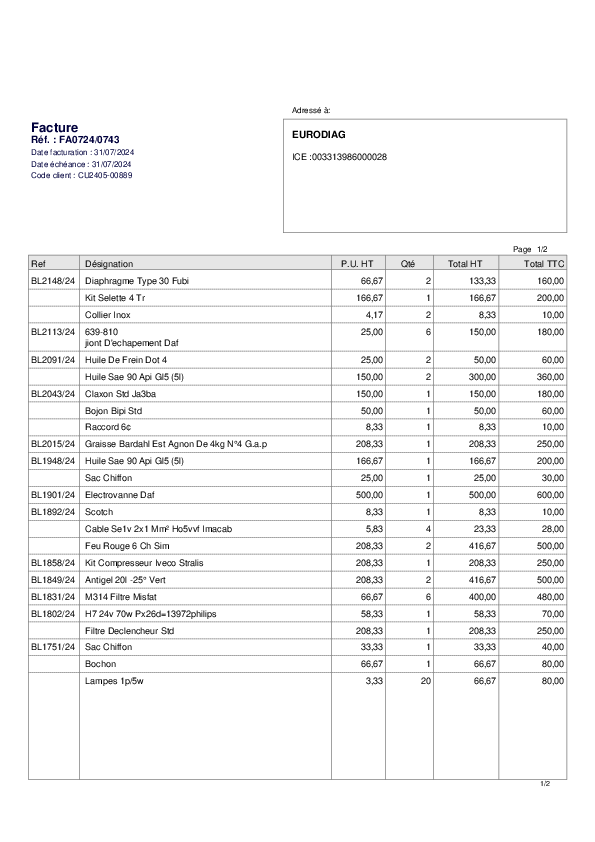 Adressé à:
Facture
Réf. : FA0724/0743
Date facturation : 31/07/2024
Date échéance : 31/07/2024
Code client : CU2405-00889
EURODIAG
ICE :003313986000028
Page 1/2
Ref Désignation P.U. HT Qté Total HT Total TTC
BL2148/24 Diaphragme Type 30 Fubi 66,67 2 133,33 160,00
Kit Selette 4 Tr 166,67 1 166,67 200,00
Collier Inox 4,17 2 8,33 10,00
BL2113/24 639-810 25,00 6 150,00 180,00
jiont D'echapement Daf
BL2091/24 Huile De Frein Dot 4 25,00 2 50,00 60,00
Huile Sae 90 Api Gl5 (5l) 150,00 2 300,00 360,00
BL2043/24 Claxon Std Ja3ba 150,00 1 150,00 180,00
Bojon Bipi Std 50,00 1 50,00 60,00
Raccord 6¢ 8,33 1 8,33 10,00
BL2015/24 Graisse Bardahl Est Agnon De 4kg N°4 G.a.p 208,33 1 208,33 250,00
BL1948/24 Huile Sae 90 Api Gl5 (5l) 166,67 1 166,67 200,00
Sac Chiffon 25,00 1 25,00 30,00
BL1901/24 Electrovanne Daf 500,00 1 500,00 600,00
BL1892/24 Scotch 8,33 1 8,33 10,00
Cable Se1v 2x1 Mm² Ho5vvf Imacab 5,83 4 23,33 28,00
Feu Rouge 6 Ch Sim 208,33 2 416,67 500,00
BL1858/24 Kit Compresseur Iveco Stralis 208,33 1 208,33 250,00
BL1849/24 Antigel 20l -25° Vert 208,33 2 416,67 500,00
BL1831/24 M314 Filtre Misfat 66,67 6 400,00 480,00
BL1802/24 H7 24v 70w Px26d=13972philips 58,33 1 58,33 70,00
Filtre Declencheur Std 208,33 1 208,33 250,00
BL1751/24 Sac Chiffon 33,33 1 33,33 40,00
Bochon 66,67 1 66,67 80,00
Lampes 1p/5w 3,33 20 66,67 80,00
1/2